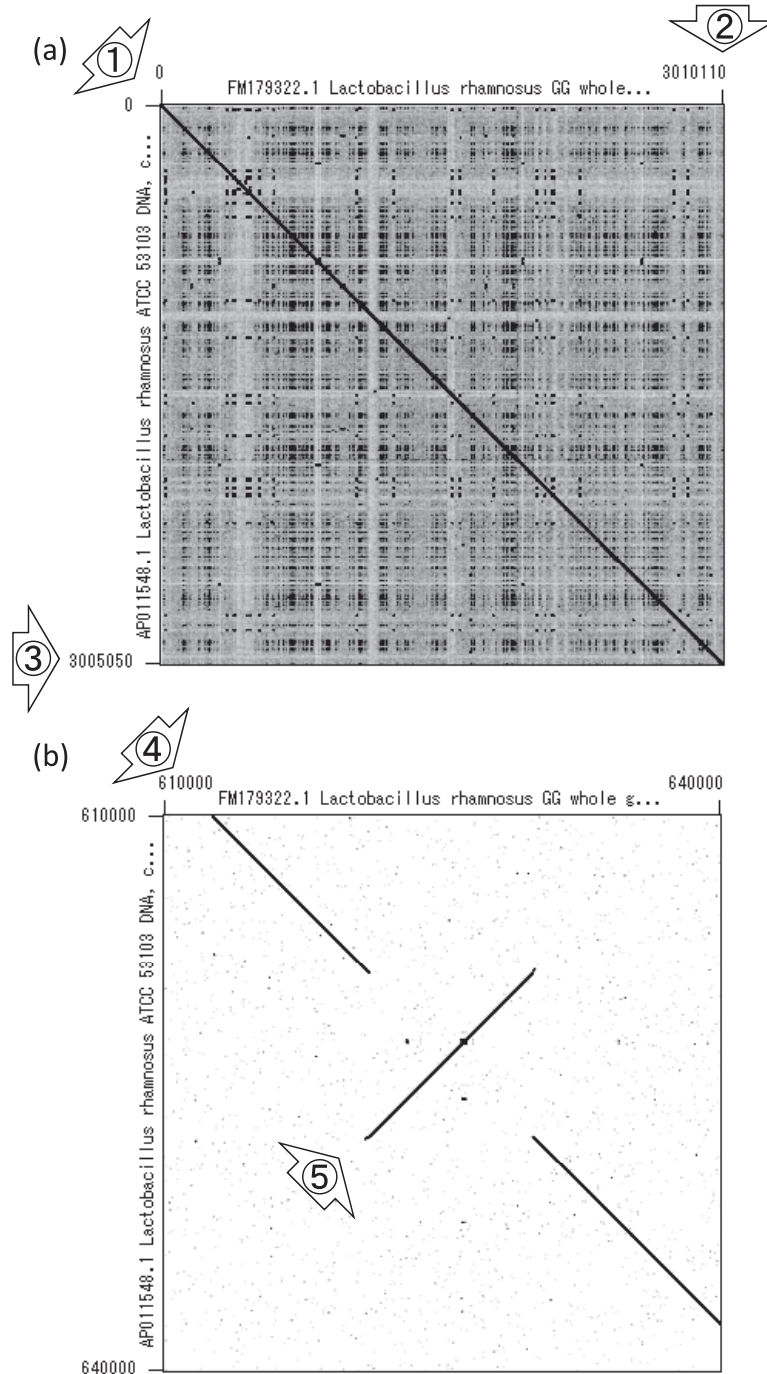 (a)
①
②
0
3010110
FM179322.1 Lactobacillus rhamnosus GG whole...
0
AP011548.1 Lactobacillus rhamnosus ATCC 53103 DNA, c...
③
3005050
(b)
④
610000
640000
FM179322.1 Lactobacillus rhamnosus GG whole g...
610000
AP011548.1 Lactobacillus rhamnosus ATCC 53103 DNA, c...
⑤
640000